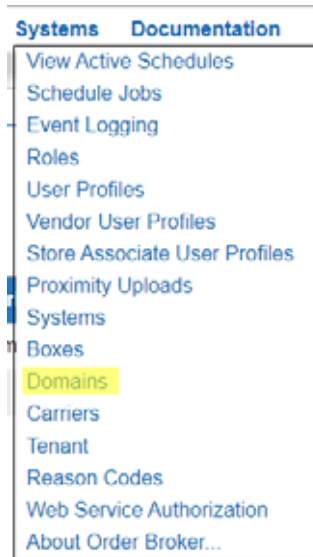 Systems Documentation
View Active Schedules
Schedule Jobs
Event Logging
Roles
User Profiles
Vendor User Profiles
Store Associate User Profiles
Proximity Uploads
Systems
Boxes
Domains
Carriers
Tenant
Reason Codes
Web Service Authorization
About Order Broker...